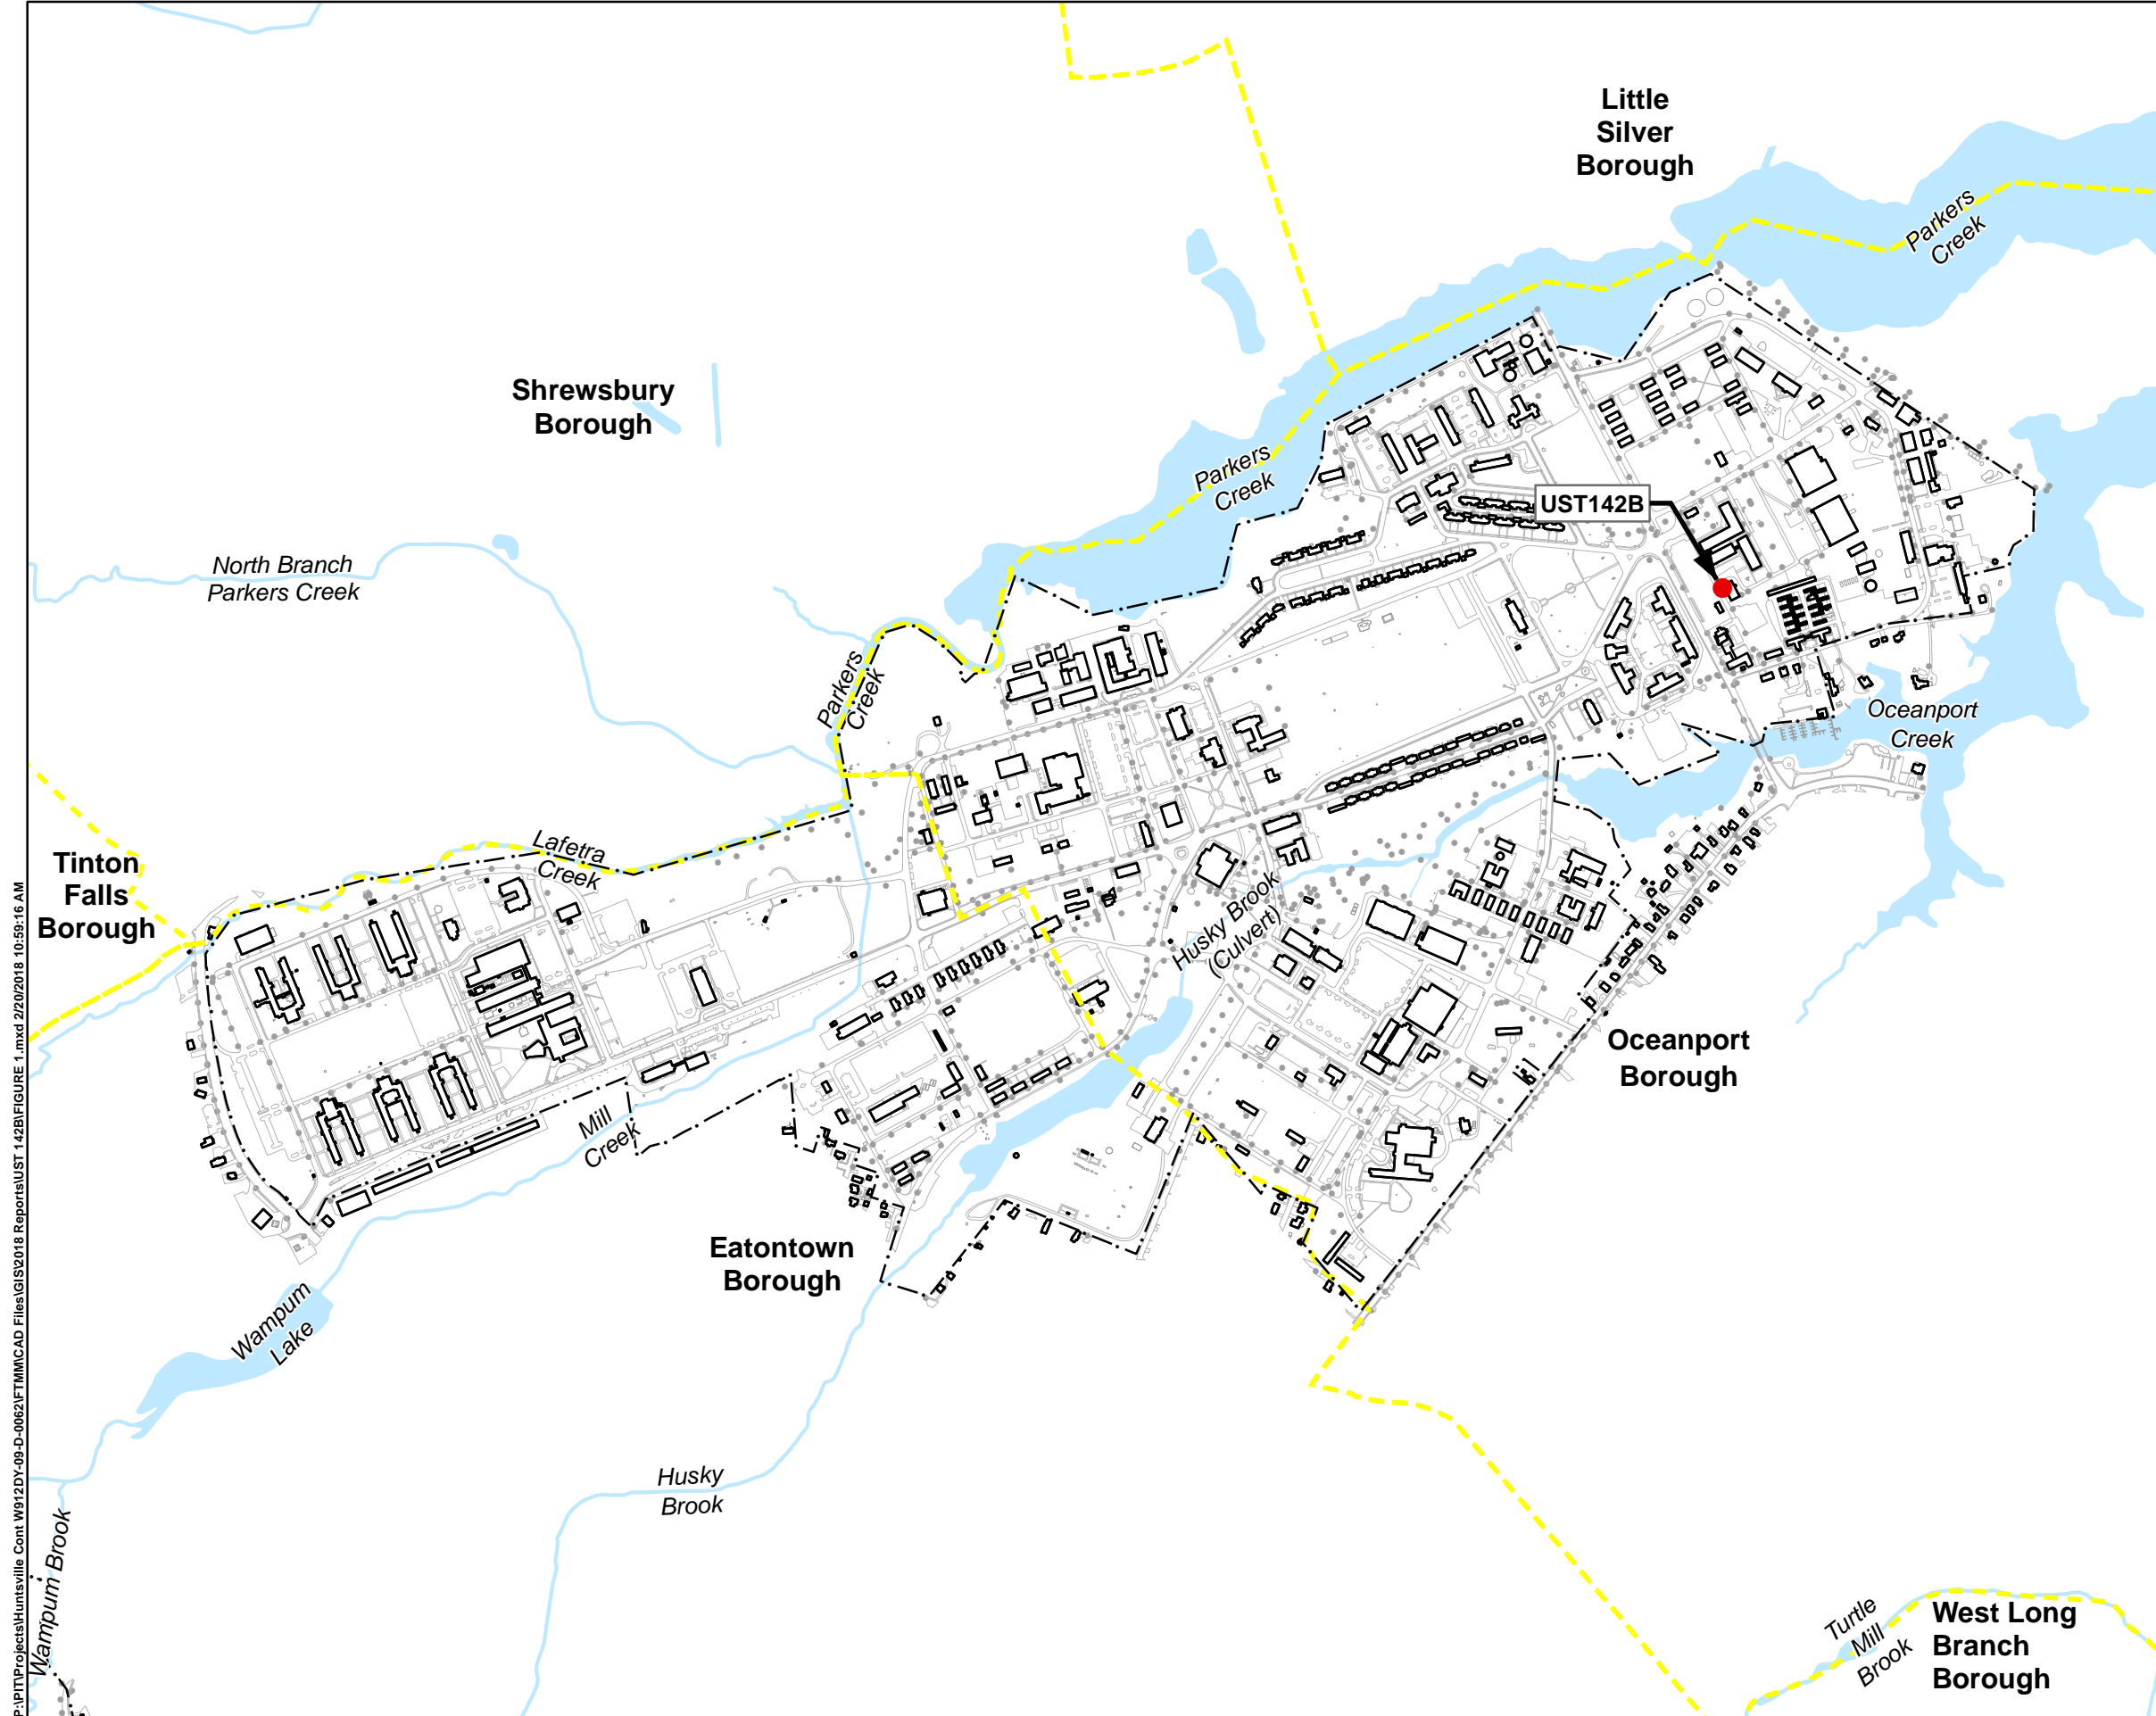 Little
Silver
Borough
Parkers
Creek
Shrewsbury
Borough
Parkers
Creek
UST142B
North Branch
Parkers Creek
Parkers
Creek
Oceanport
Creek
Lafetra
Creek
Tinton
Falls
Borough
Husky Brook
(Culvert)
Oceanport
Borough
Mill
Creek
Eatontown
Borough
Wampum
Lake
Husky
Brook
Wampum Brook
Turtle
Mill
Brook
West Long
Branch
Borough
P:\PIT\Projects\Huntsville Cont W912DY-09-D-0062\FTMM\CAD Files\GIS\2018 Reports\UST 142B\FIGURE 1.mxd 2/20/2018 10:59:16 AM